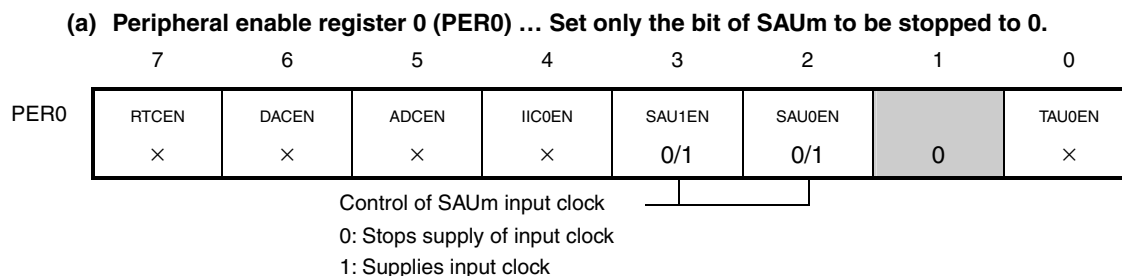 (a) Peripheral enable register 0 (PER0) … Set only the bit of SAUm to be stopped to 0.
7 6 5 4 3 2 1 0
PER0 RTCEN DACEN ADCEN IIC0EN SAU1EN SAU0EN TAU0EN
× × × × 0/1 0/1 0 ×
Control of SAUm input clock
0: Stops supply of input clock
1: Supplies input clock